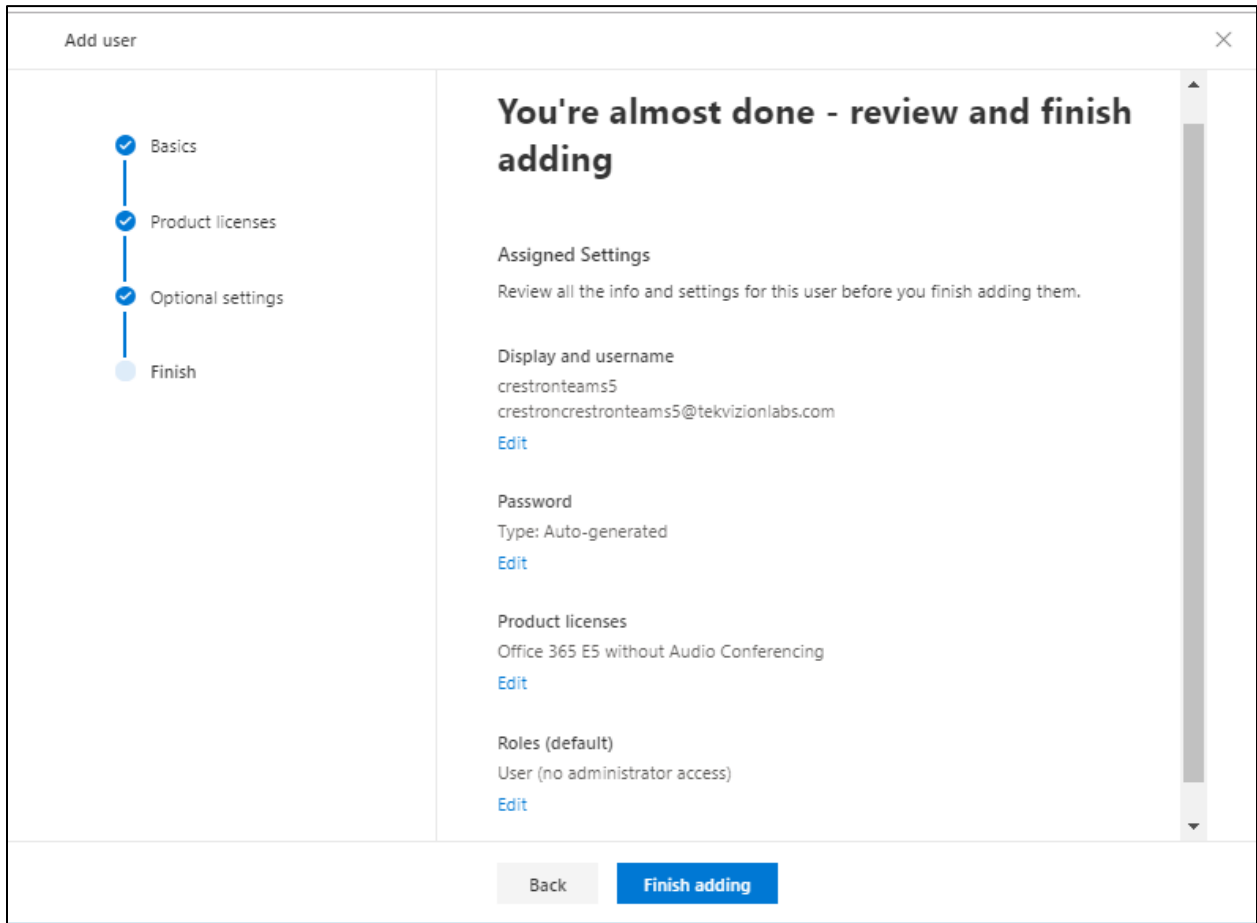 Add user
Basics
Product licenses
Optional settings
Finish
You're almost done - review and finish
adding
Assigned Settings
Review all the info and settings for this user before you finish adding them.
Display and username
crestronteams5
crestroncrestronteams5@tekvizionlabs.com
Edit
Password
Type: Auto-generated
Edit
Product licenses
Office 365 E5 without Audio Conferencing
Edit
Roles (default)
User (no administrator access)
Edit
Back
Finish adding